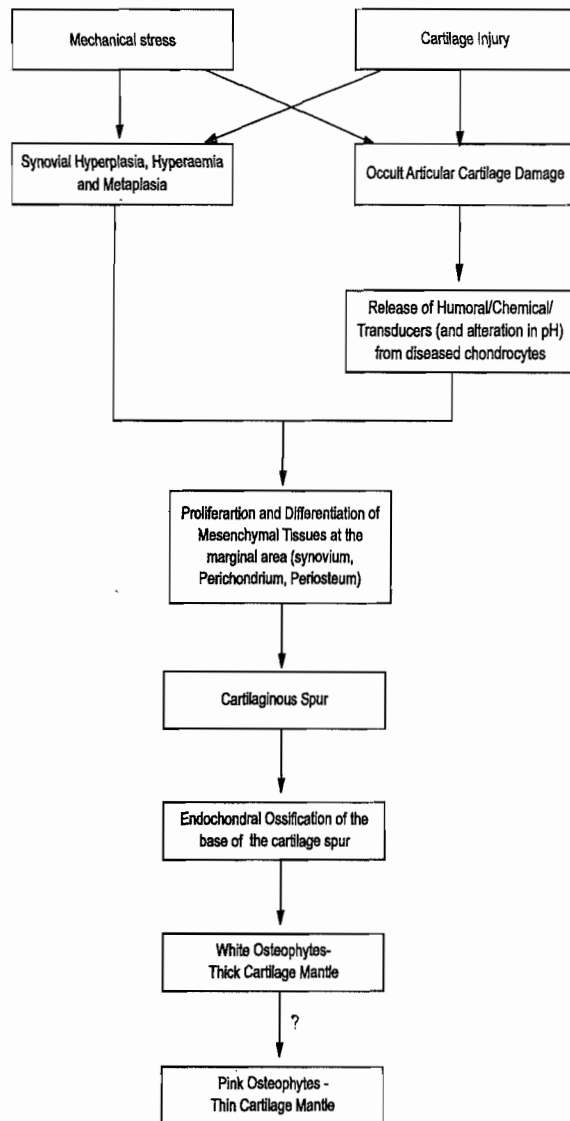 Mechanical stress
Cartilage Injury
Synovial Hyperplasia, Hyperaemia
and Metaplasia
Occult Articular Cartilage Damage
Release of Humoral/Chemical/
Transducers (and alteration in pH)
from diseased chondrocytes
Prolifertartion and Differentiation of
Mesenchymal Tissues at the
marginal area (synovium,
Perichondrium, Periosteum)
Cartilaginous Spur
Endochondral Ossification of the
base of the cartilage spur
White Osteophytes-
Thick Cartilage Mantle
?
Pink Osteophytes -
Thin Cartilage Mantle